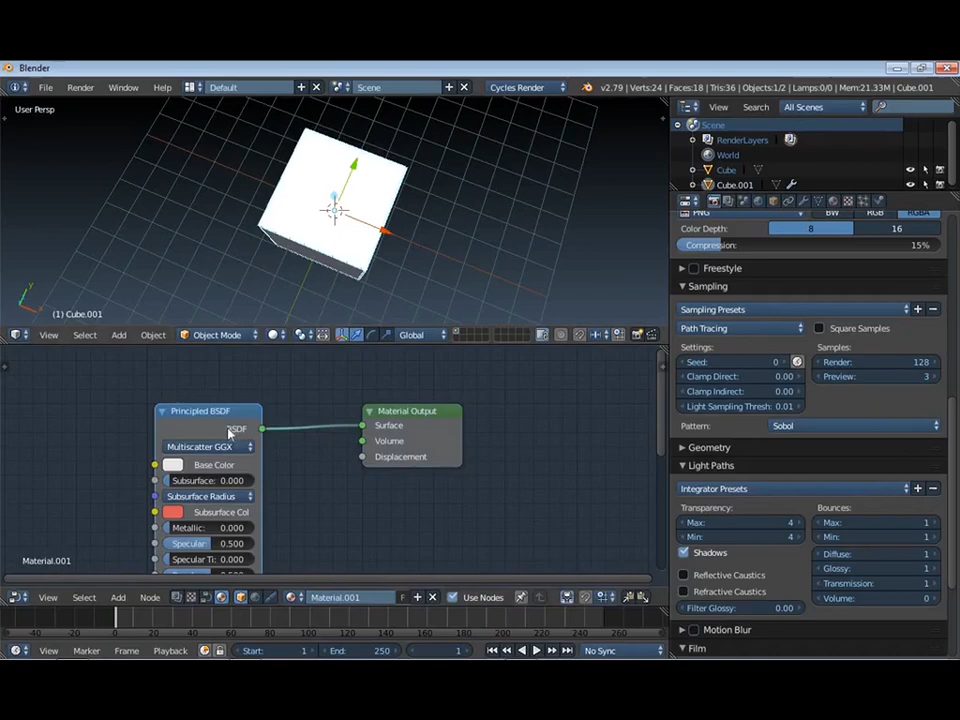 Blender
File Render Window Help Default Scene Cycles Render v2.79 | Verts:24 | Faces:18 | Tris:36 | Objects:1/2 | Lamps:0/0 | Mem:21.33M | Cube.001
User Persp
View Search All Scenes
Scene
RenderLayers
World
Cube
Cube.001
PNG BW RGB RGBA
Color Depth: 8 16
Compression: 15%
Freestyle
Sampling
Sampling Presets
Path Tracing Square Samples
Settings: Samples:
Seed: 0 Render: 128
Clamp Direct: 0.00 Preview: 3
Clamp Indirect: 0.00
Light Sampling Thresh: 0.01
Pattern: Sobol
Geometry
Light Paths
Integrator Presets
Transparency: Bounces:
Max: 4 Max: 1
Min: 4 Min: 1
Shadows Diffuse: 1
Glossy: 1
Reflective Caustics Transmission: 1
Refractive Caustics Volume: 0
Filter Glossy: 0.00
Motion Blur
Film
(1) Cube.001
View Select Add Object Object Mode Global
Principled BSDF
BSDF
Multiscatter GGX
Base Color
Subsurface: 0.000
Subsurface Radius
Subsurface Col
Metallic: 0.000
Specular: 0.500
Specular Ti: 0.000
Material Output
Surface
Volume
Displacement
Material.001
View Select Add Node Material.001 F Use Nodes
-40 -20 0 20 40 60 80 100 120 140 160 180 200 220 240 260
View Marker Frame Playback Start: 1 End: 250 1 No Sync